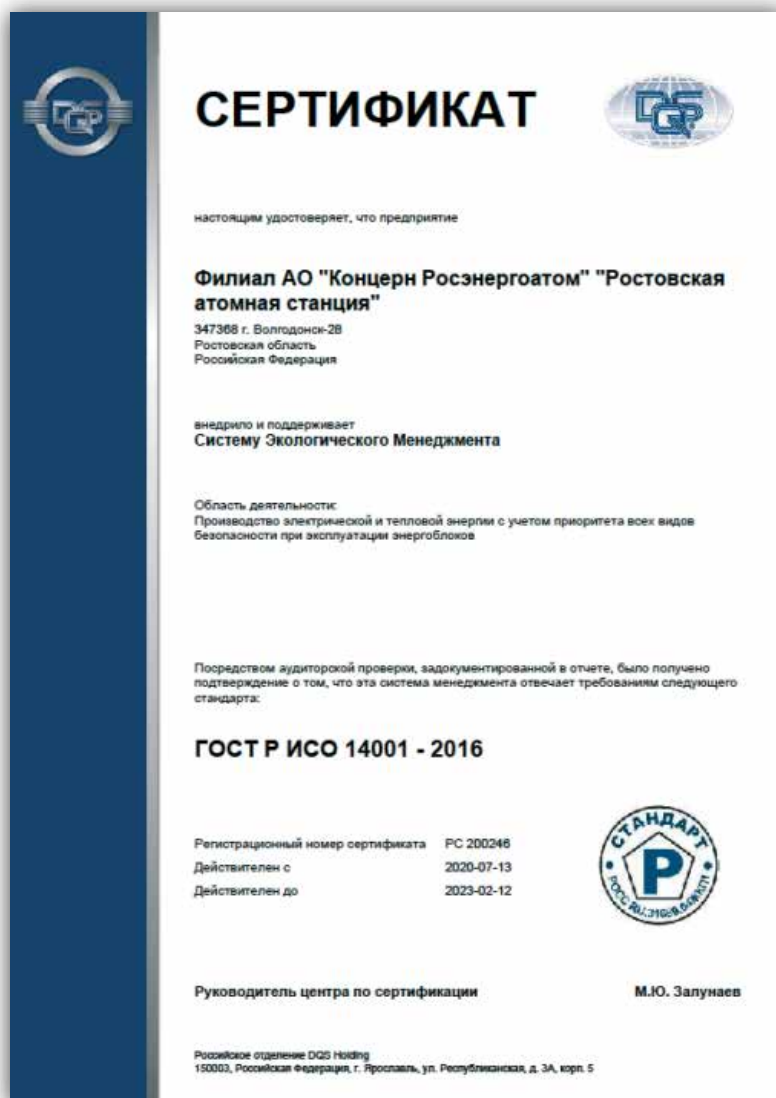 DQS
СЕРТИФИКАТ
DQS
настоящим удостоверяет, что предприятие
Филиал АО "Концерн Росэнергоатом" "Ростовская
атомная станция"
347368 г. Волгодонск-28
Ростовская область
Российская Федерация
внедрило и поддерживает
Систему Экологического Менеджмента
Область деятельности:
Производство электрической и тепловой энергии с учетом приоритета всех видов
безопасности при эксплуатации энергоблоков
Посредством аудиторской проверки, задокументированной в отчете, было получено
подтверждение о том, что эта система менеджмента отвечает требованиям следующего
стандарта:
ГОСТ Р ИСО 14001 - 2016
Регистрационный номер сертификата РС 200246
Действителен с 2020-07-13
Действителен до 2023-02-12
СТАНДАРТ
Р
РОСС RU.
Руководитель центра по сертификации М.Ю. Залунаев
Российское отделение DQS Holding
150003, Российская Федерация, г. Ярославль, ул. Республиканская, д. 3А, корп. 5